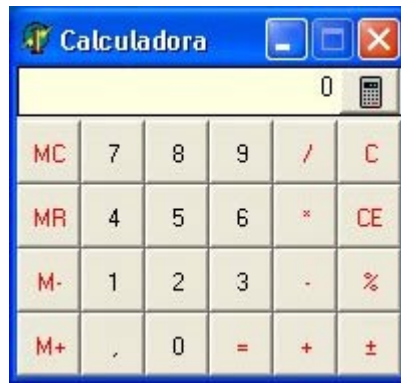 Calculadora
0
MC 7 8 9 / C
MR 4 5 6 * CE
M- 1 2 3 - %
M+ , 0 = + ±